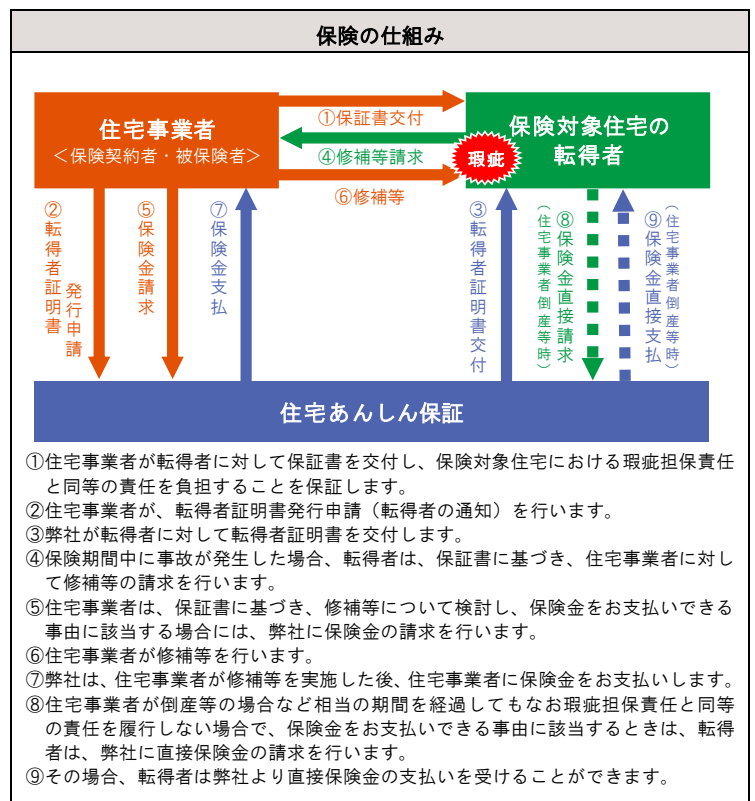 保険の仕組み
住宅事業者
＜保険契約者・被保険者＞
①保証書交付
④修補等請求
⑥修補等
瑕疵
保険対象住宅の
転得者
②転得者証明書
発行申請
⑤保険金請求
⑦保険金支払
③転得者証明書交付
⑧保険金直接請求
（住宅事業者倒産等時）
⑨保険金直接支払
（住宅事業者倒産等時）
住宅あんしん保証
①住宅事業者が転得者に対して保証書を交付し、保険対象住宅における瑕疵担保責任
と同等の責任を負担することを保証します。
②住宅事業者が、転得者証明書発行申請（転得者の通知）を行います。
③弊社が転得者に対して転得者証明書を交付します。
④保険期間中に事故が発生した場合、転得者は、保証書に基づき、住宅事業者に対し
て修補等の請求を行います。
⑤住宅事業者は、保証書に基づき、修補等について検討し、保険金をお支払いできる
事由に該当する場合には、弊社に保険金の請求を行います。
⑥住宅事業者が修補等を行います。
⑦弊社は、住宅事業者が修補等を実施した後、住宅事業者に保険金をお支払いします。
⑧住宅事業者が倒産等の場合など相当の期間を経過してもなお瑕疵担保責任と同等
の責任を履行しない場合で、保険金をお支払いできる事由に該当するときは、転得
者は、弊社に直接保険金の請求を行います。
⑨その場合、転得者は弊社より直接保険金の支払いを受けることができます。